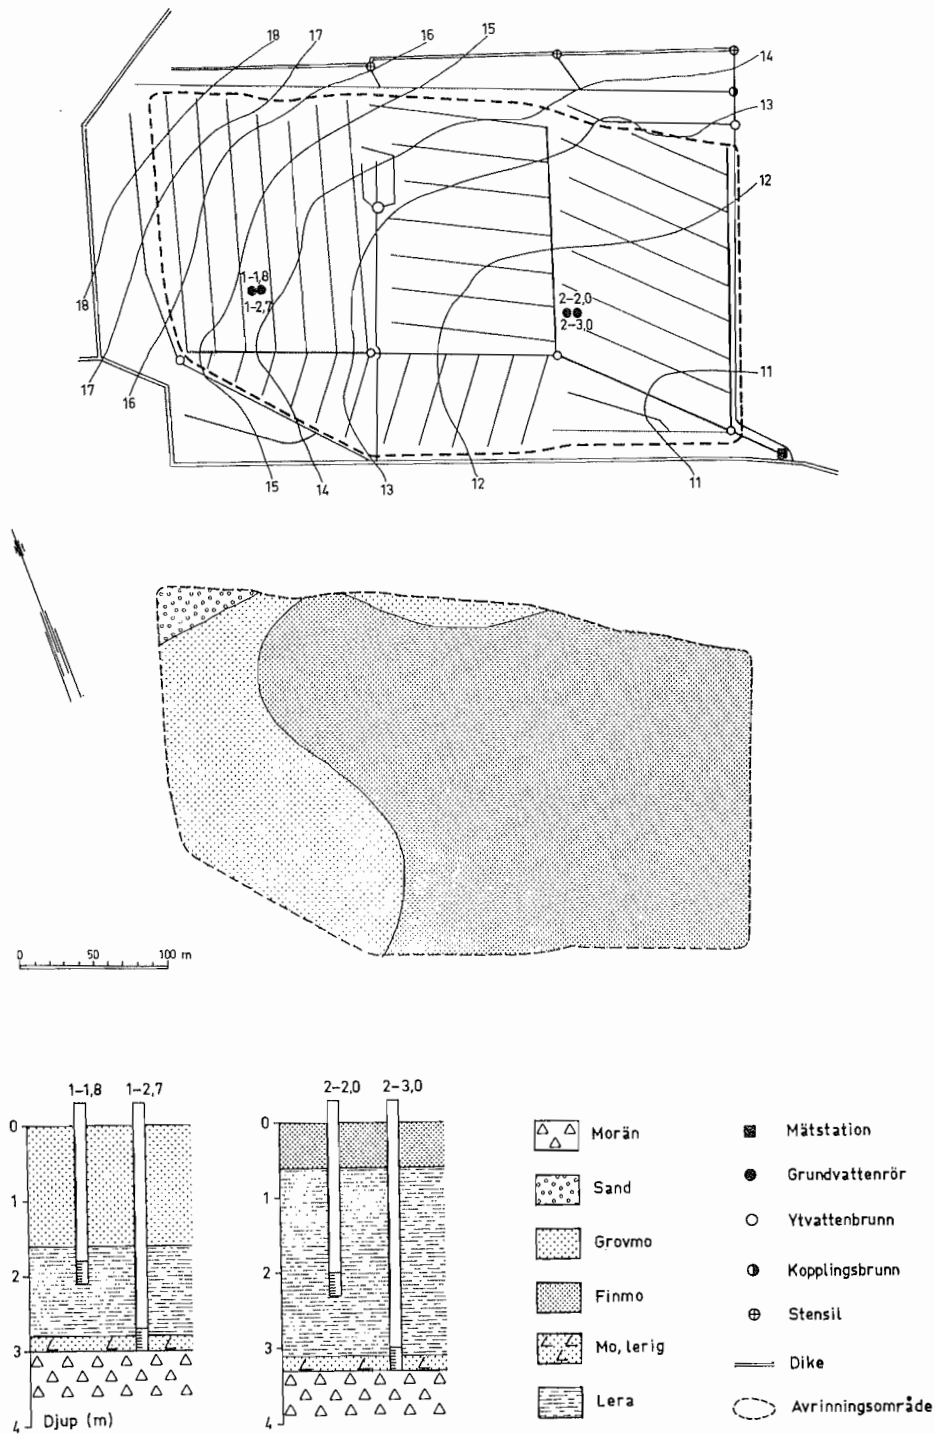 18 17 16 15
14
13
12
1-1,8
1-2,7
2-2,0
2-3,0
18
11
17
16
15 14 13 12 11
0 50 100 m
1-1,8 1-2,7 2-2,0 2-3,0
0 0
1 1
2 2
3 3
4 Djup (m) 4
Morän
Sand
Grovmo
Finmo
Mo, lerig
Lera
Mätstation
Grundvattenrör
Ytvattenbrunn
Kopplingsbrunn
Stensil
Dike
Avrinningsområde